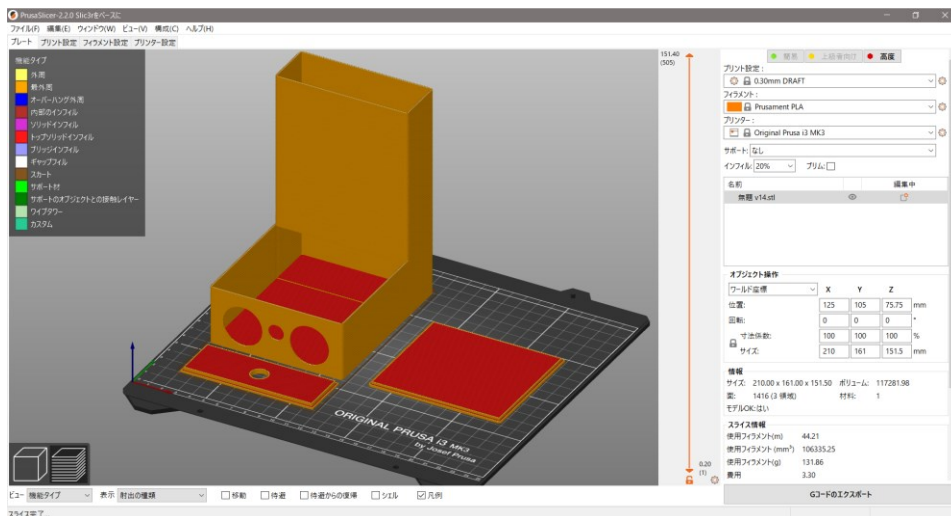 PrusaSlicer-2.2.0 Slic3rをベースに
ファイル(F) 編集(E) ウィンドウ(W) ビュー(V) 構成(C) ヘルプ(H)
プレート プリント設定 フィラメント設定 プリンター設定
機能タイプ
外周
最外周
オーバーハング外周
内部のインフィル
ソリッドインフィル
トップソリッドインフィル
ブリッジインフィル
ギャップフィル
スカート
サポート材
サポートのオブジェクトとの接触レイヤー
ワイプタワー
カスタム
ORIGINAL PRUSA i3 MK3
by Josef Prusa
151.40
(505)
0.20
(1)
簡易 上級者向け 高度
プリント設定:
0.30mm DRAFT
フィラメント:
Prusament PLA
プリンター:
Original Prusa i3 MK3
サポート: なし
インフィル: 20% ブリム:
名前 編集中
無題 v14.stl
オブジェクト操作
ワールド座標 X Y Z
位置: 125 105 75.75 mm
回転: 0 0 0 °
寸法係数: 100 100 100 %
サイズ: 210 161 151.5 mm
情報
サイズ: 210.00 x 161.00 x 151.50 ボリューム: 117281.98
面: 1416 (3 領域) 材料: 1
モデルOK:はい
スライス情報
使用フィラメント(m) 44.21
使用フィラメント (mm³) 106335.25
使用フィラメント(g) 131.86
費用 3.30
Gコードのエクスポート
ビュー 機能タイプ 表示 射出の種類 移動 待避 待避からの復帰 シェル 凡例
スライス完了...